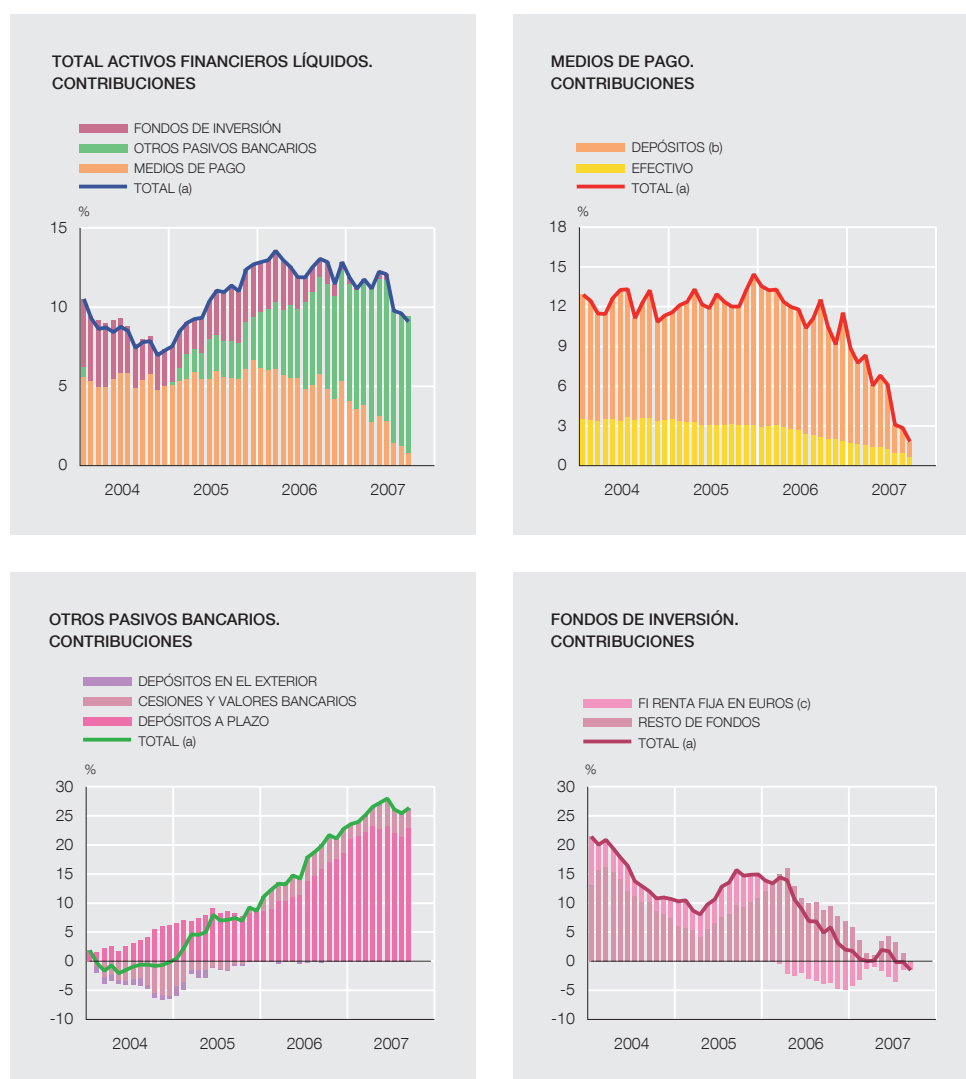 TOTAL ACTIVOS FINANCIEROS LÍQUIDOS.
CONTRIBUCIONES
FONDOS DE INVERSIÓN
OTROS PASIVOS BANCARIOS
MEDIOS DE PAGO
TOTAL (a)
%
15
10
5
0
2004 2005 2006 2007
MEDIOS DE PAGO.
CONTRIBUCIONES
DEPÓSITOS (b)
EFECTIVO
TOTAL (a)
%
18
15
12
9
6
3
0
2004 2005 2006 2007
OTROS PASIVOS BANCARIOS.
CONTRIBUCIONES
DEPÓSITOS EN EL EXTERIOR
CESIONES Y VALORES BANCARIOS
DEPÓSITOS A PLAZO
TOTAL (a)
%
30
25
20
15
10
5
0
-5
-10
2004 2005 2006 2007
FONDOS DE INVERSIÓN.
CONTRIBUCIONES
FI RENTA FIJA EN EUROS (c)
RESTO DE FONDOS
TOTAL (a)
%
30
25
20
15
10
5
0
-5
-10
2004 2005 2006 2007